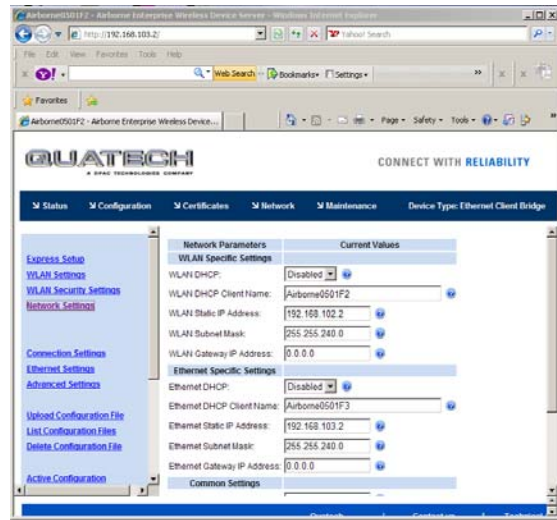 Airborne0501F2 - Airborne Enterprise Wireless Device Server - Windows Internet Explorer
http://192.168.103.2/
Yahoo! Search
File Edit View Favorites Tools Help
Web Search Bookmarks Settings
Favorites
Airborne0501F2 - Airborne Enterprise Wireless Device...
Page Safety Tools
QUATECH
A DPAC TECHNOLOGIES COMPANY
CONNECT WITH RELIABILITY
Status Configuration Certificates Network Maintenance Device Type: Ethernet Client Bridge
Express Setup
WLAN Settings
WLAN Security Settings
Network Settings
Connection Settings
Ethernet Settings
Advanced Settings
Upload Configuration File
List Configuration Files
Delete Configuration File
Active Configuration
Network Parameters Current Values
WLAN Specific Settings
WLAN DHCP: Disabled
WLAN DHCP Client Name: Airborne0501F2
WLAN Static IP Address: 192.168.102.2
WLAN Subnet Mask: 255.255.240.0
WLAN Gateway IP Address: 0.0.0.0
Ethernet Specific Settings
Ethernet DHCP: Disabled
Ethernet DHCP Client Name: Airborne0501F3
Ethernet Static IP Address: 192.168.103.2
Ethernet Subnet Mask: 255.255.240.0
Ethernet Gateway IP Address: 0.0.0.0
Common Settings